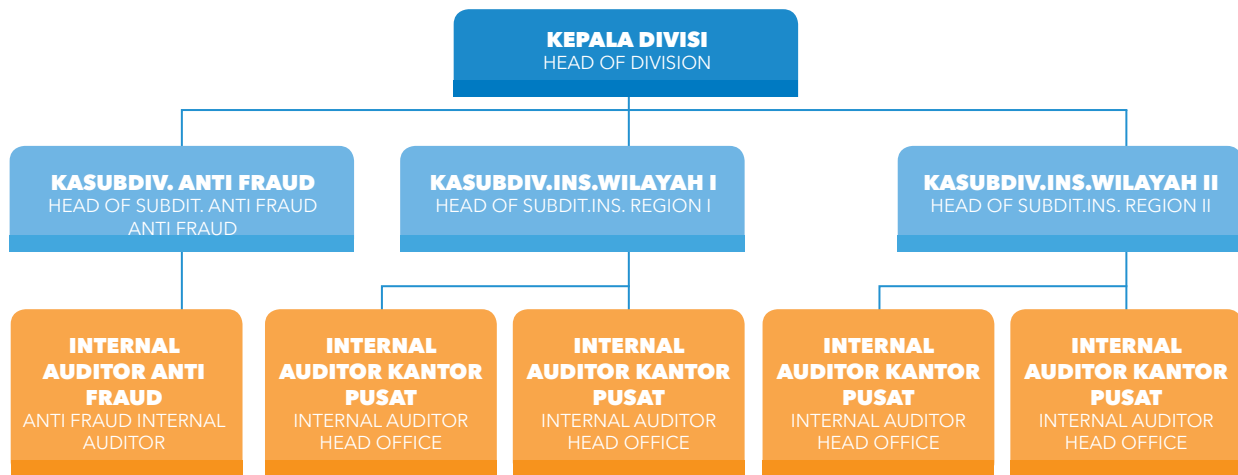 KEPALA DIVISI
HEAD OF DIVISION
KASUBDIV. ANTI FRAUD
HEAD OF SUBDIT. ANTI FRAUD
ANTI FRAUD
KASUBDIV.INS.WILAYAH I
HEAD OF SUBDIT.INS. REGION I
KASUBDIV.INS.WILAYAH II
HEAD OF SUBDIT.INS. REGION II
INTERNAL
AUDITOR ANTI
FRAUD
ANTI FRAUD INTERNAL
AUDITOR
INTERNAL
AUDITOR KANTOR
PUSAT
INTERNAL AUDITOR
HEAD OFFICE
INTERNAL
AUDITOR KANTOR
PUSAT
INTERNAL AUDITOR
HEAD OFFICE
INTERNAL
AUDITOR KANTOR
PUSAT
INTERNAL AUDITOR
HEAD OFFICE
INTERNAL
AUDITOR KANTOR
PUSAT
INTERNAL AUDITOR
HEAD OFFICE